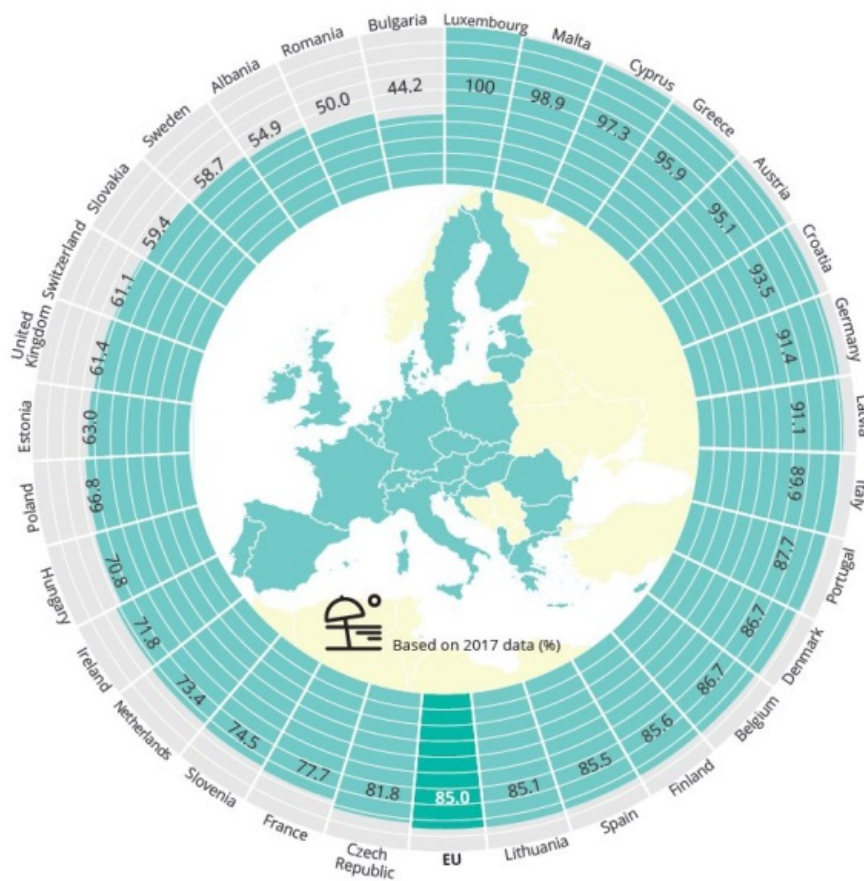 Luxembourg
100
Malta
98.9
Cyprus
97.3
Greece
95.9
Austria
95.1
Croatia
93.5
Germany
91.4
Latvia
91.1
Italy
89.9
Portugal
87.7
Denmark
86.7
Belgium
86.7
Finland
85.6
Spain
85.5
Lithuania
85.1
EU
85.0
Czech
Republic
81.8
France
77.7
Slovenia
74.5
Netherlands
73.4
Ireland
71.8
Hungary
70.8
Poland
66.8
Estonia
63.0
United
Kingdom
61.4
Switzerland
61.1
Slovakia
59.4
Sweden
58.7
Albania
54.9
Romania
50.0
Bulgaria
44.2
Based on 2017 data (%)